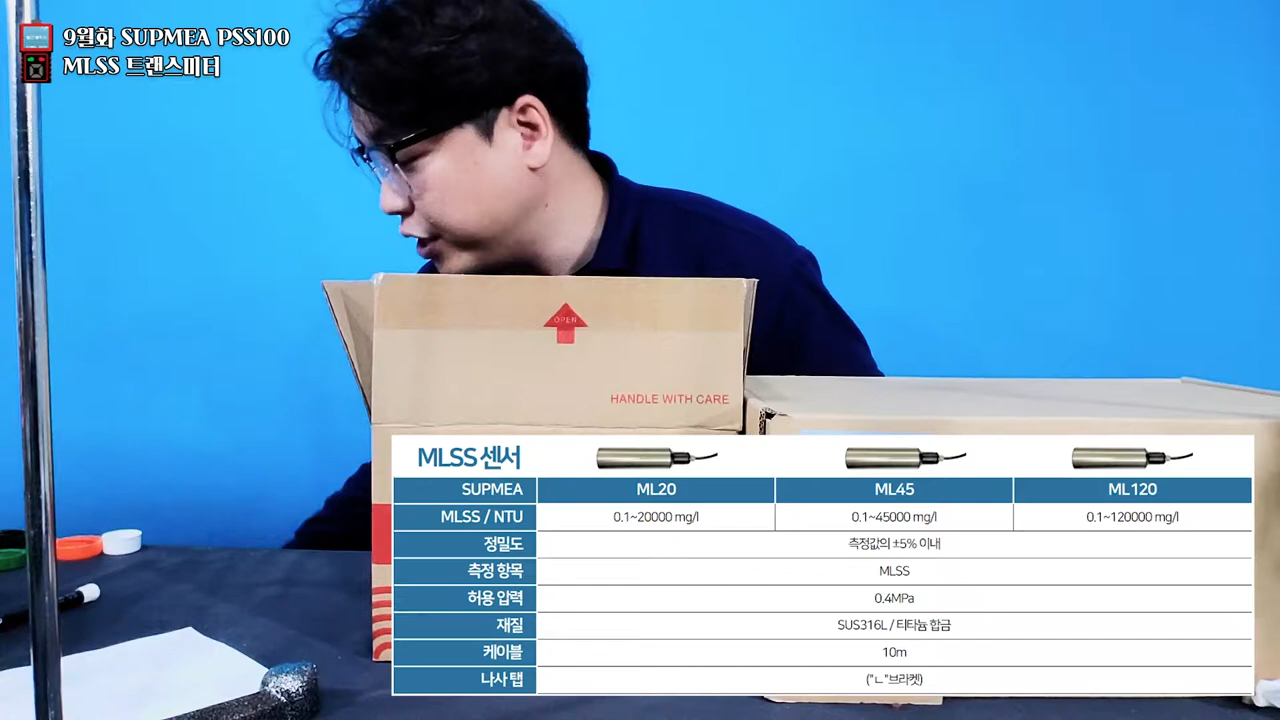 9월화 SUPMEA PSS100
MLSS 트랜스미터
OPEN
HANDLE WITH CARE
MLSS 센서
SUPMEA ML20 ML45 ML120
MLSS / NTU 0.1~20000 mg/l 0.1~45000 mg/l 0.1~120000 mg/l
정밀도 측정값의 ±5% 이내
측정 항목 MLSS
허용 압력 0.4MPa
재질 SUS316L / 티타늄 합금
케이블 10m
나사 탭 ("ㄴ"브라켓)